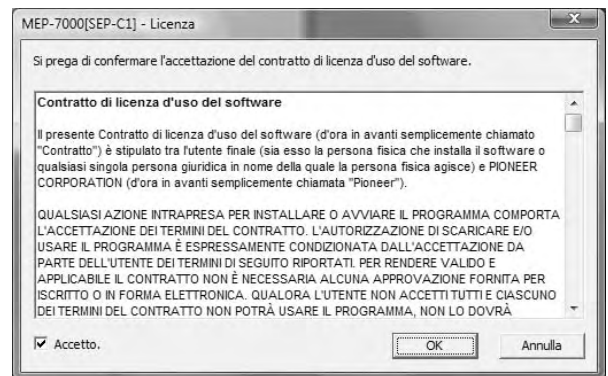 MEP-7000[SEP-C1] - Licenza
Si prega di confermare l'accettazione del contratto di licenza d'uso del software.
Contratto di licenza d'uso del software
Il presente Contratto di licenza d'uso del software (d'ora in avanti semplicemente chiamato
"Contratto") è stipulato tra l'utente finale (sia esso la persona fisica che installa il software o
qualsiasi singola persona giuridica in nome della quale la persona fisica agisce) e PIONEER
CORPORATION (d'ora in avanti semplicemente chiamata "Pioneer").
QUALSIASI AZIONE INTRAPRESA PER INSTALLARE O AVVIARE IL PROGRAMMA COMPORTA
L'ACCETTAZIONE DEI TERMINI DEL CONTRATTO. L'AUTORIZZAZIONE DI SCARICARE E/O
USARE IL PROGRAMMA È ESPRESSAMENTE CONDIZIONATA DALL'ACCETTAZIONE DA
PARTE DELL'UTENTE DEI TERMINI DI SEGUITO RIPORTATI. PER RENDERE VALIDO E
APPLICABILE IL CONTRATTO NON È NECESSARIA ALCUNA APPROVAZIONE FORNITA PER
ISCRITTO O IN FORMA ELETTRONICA. QUALORA L'UTENTE NON ACCETTI TUTTI E CIASCUNO
DEI TERMINI DEL CONTRATTO NON POTRÀ USARE IL PROGRAMMA, NON LO DOVRÀ
Accetto.
OK
Annulla